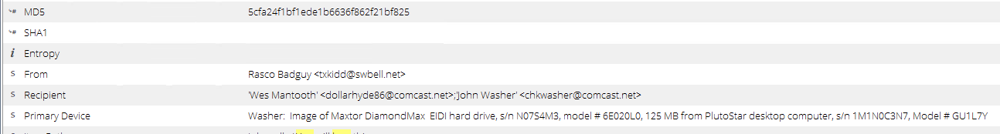 MD5 5cfa24f1bf1ede1b6636f862f21bf825
SHA1
Entropy
From Rasco Badguy <txkidd@swbell.net>
Recipient 'Wes Mantooth' <dollarhyde86@comcast.net>;'John Washer' <chkwasher@comcast.net>
Primary Device Washer: Image of Maxtor DiamondMax EIDI hard drive, s/n N07S4M3, model # 6E020L0, 125 MB from PlutoStar desktop computer, s/n 1M1N0C3N7, Model # GU1L7Y